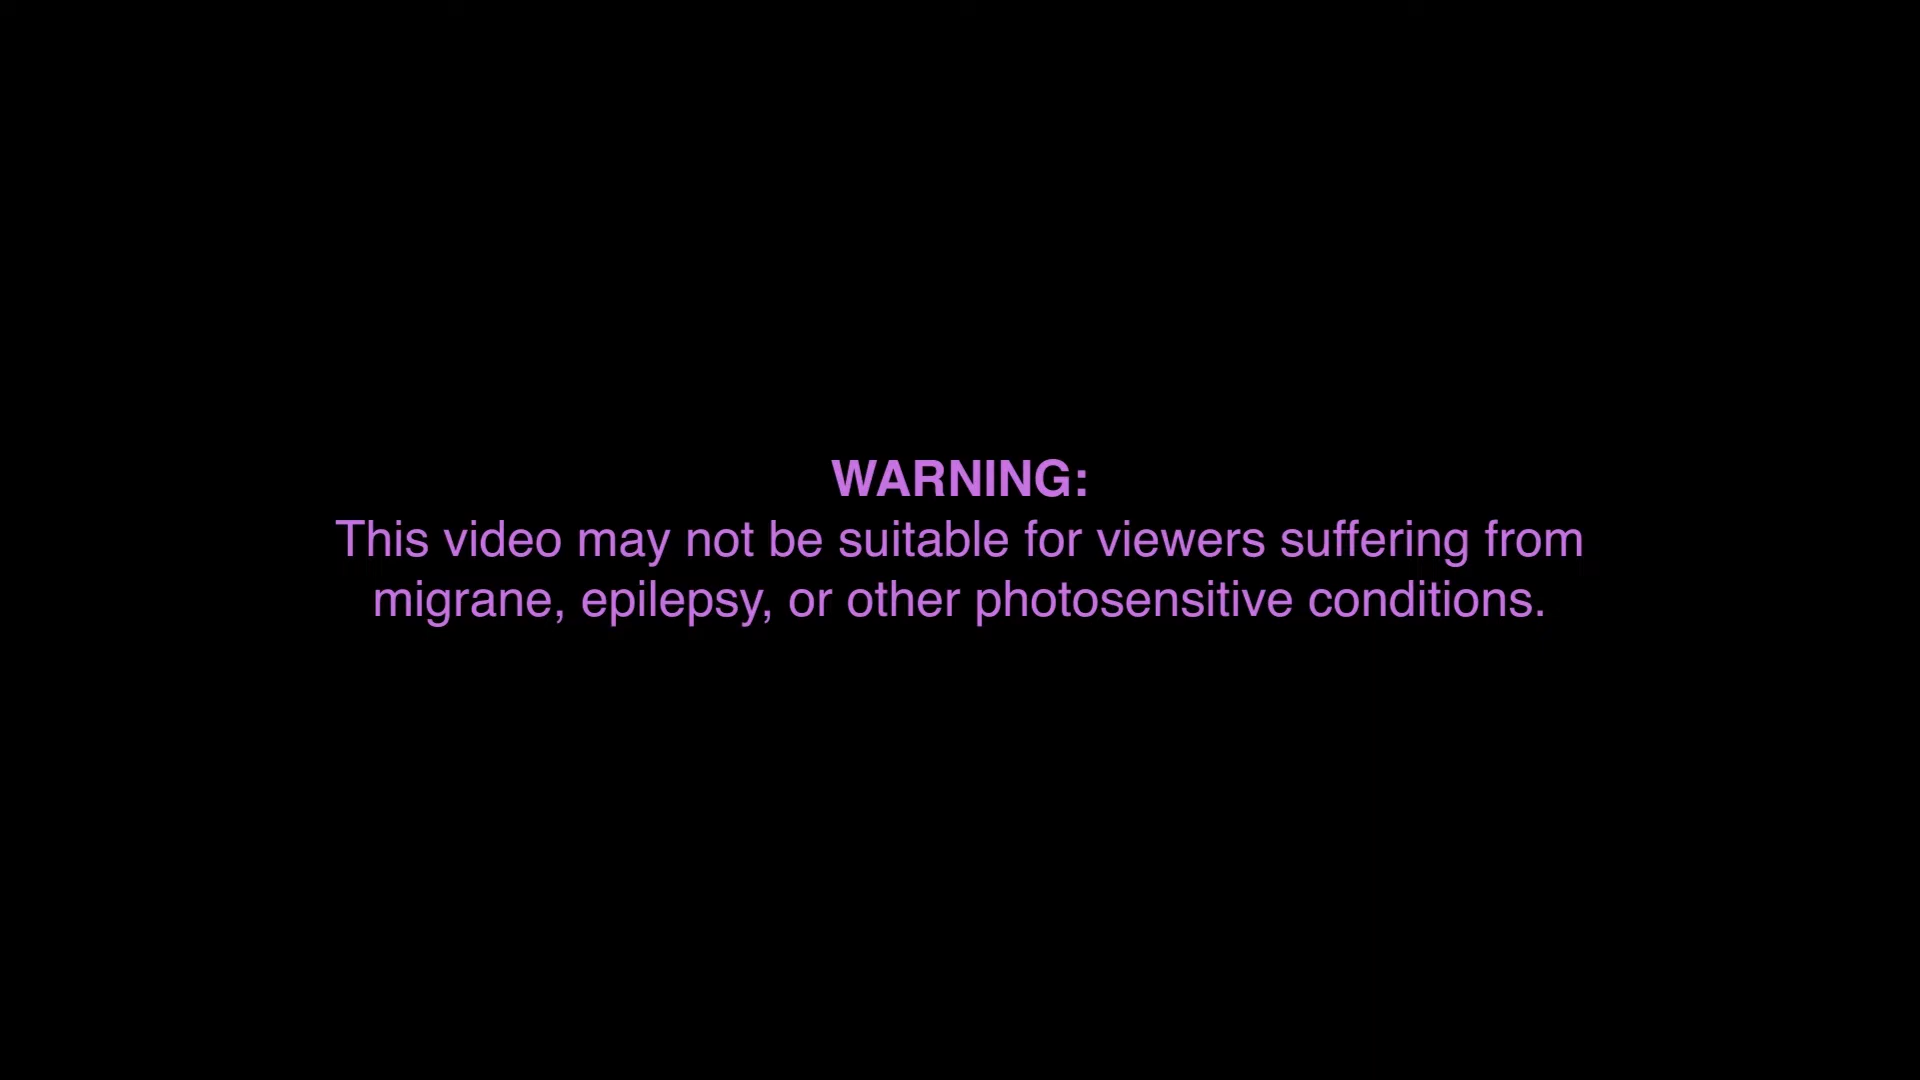 WARNING:
This video may not be suitable for viewers suffering from
migrane, epilepsy, or other photosensitive conditions.